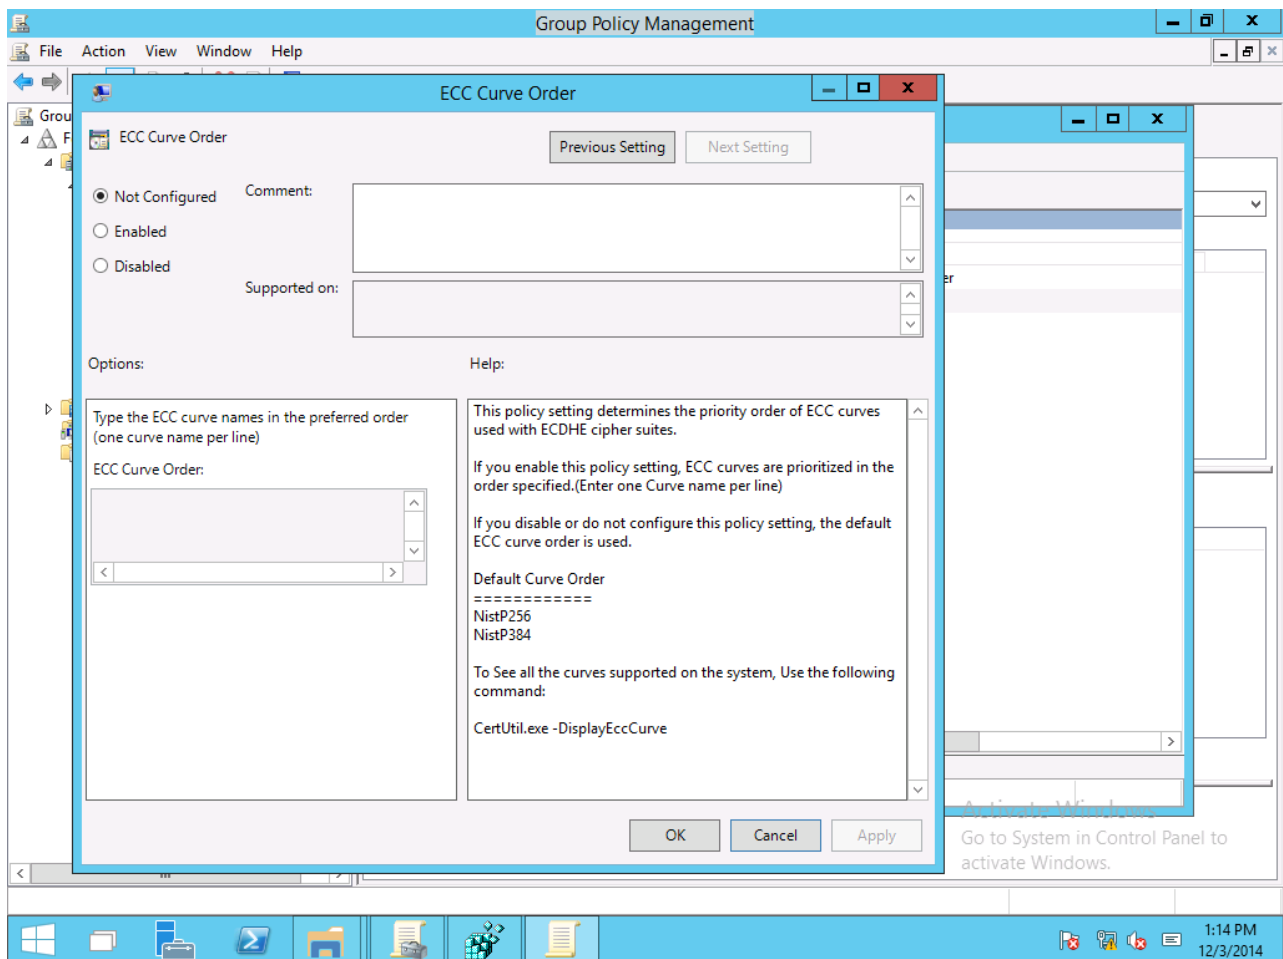 Group Policy Management
File Action View Window Help
ECC Curve Order
Grou
F
ECC Curve Order
Previous Setting Next Setting
Not Configured
Comment:
Enabled
Disabled
Supported on:
er
Options:
Help:
Type the ECC curve names in the preferred order
(one curve name per line)
ECC Curve Order:
This policy setting determines the priority order of ECC curves
used with ECDHE cipher suites.
If you enable this policy setting, ECC curves are prioritized in the
order specified.(Enter one Curve name per line)
If you disable or do not configure this policy setting, the default
ECC curve order is used.
Default Curve Order
============
NistP256
NistP384
To See all the curves supported on the system, Use the following
command:
CertUtil.exe -DisplayEccCurve
OK Cancel Apply
Activate Windows
Go to System in Control Panel to
activate Windows.
1:14 PM
12/3/2014